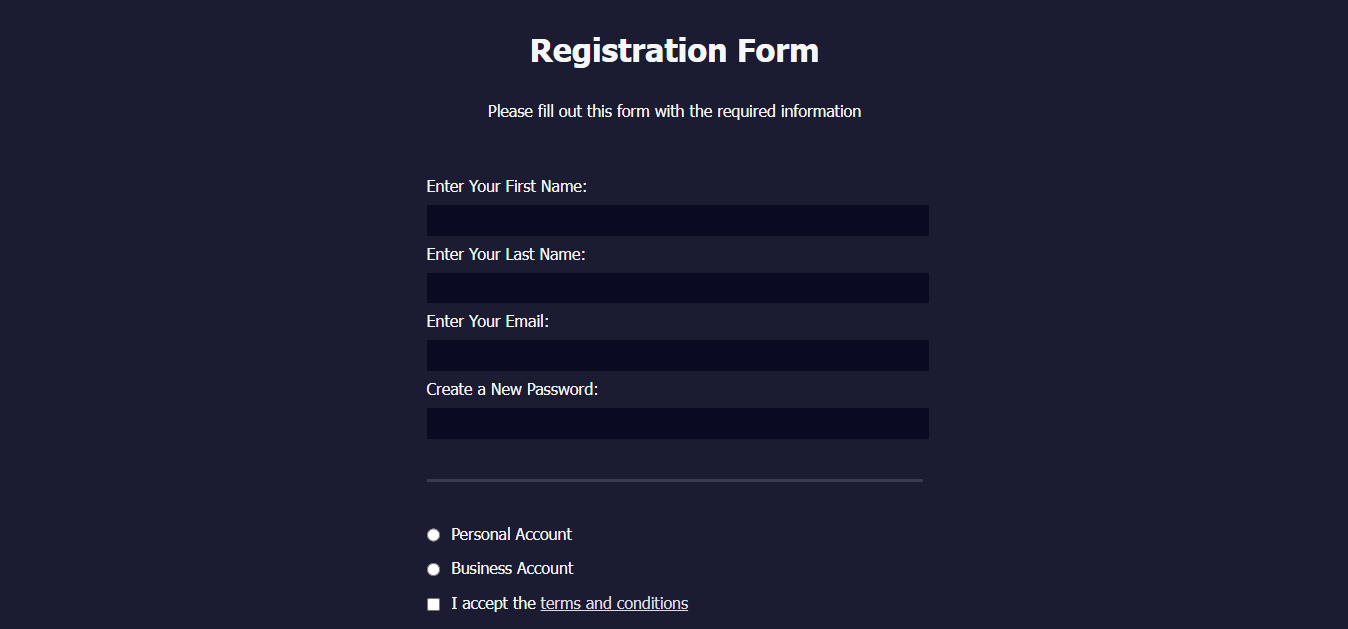 Registration Form
Please fill out this form with the required information
Enter Your First Name:
Enter Your Last Name:
Enter Your Email:
Create a New Password:
Personal Account
Business Account
I accept the terms and conditions